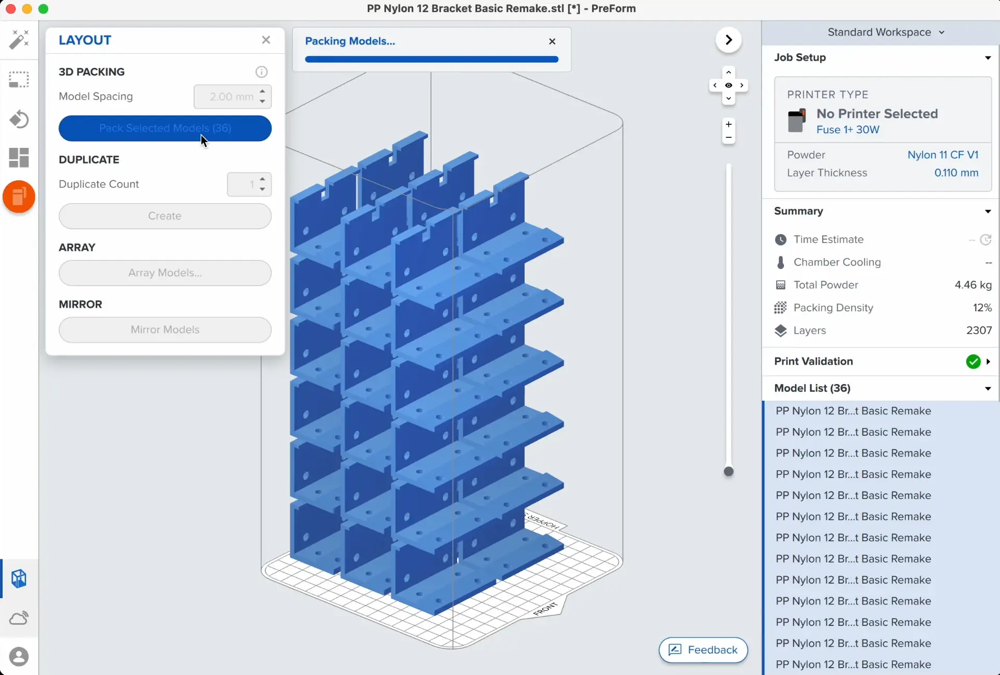 PP Nylon 12 Bracket Basic Remake.stl [*] - PreForm
LAYOUT
3D PACKING
Model Spacing
2.00 mm
Pack Selected Models (36)
DUPLICATE
Duplicate Count
1
Create
ARRAY
Array Models...
MIRROR
Mirror Models
Packing Models...
HOPPER S
FRONT
Feedback
Standard Workspace
Job Setup
PRINTER TYPE
No Printer Selected
Fuse 1+ 30W
Powder Nylon 11 CF V1
Layer Thickness 0.110 mm
Summary
Time Estimate --
Chamber Cooling --
Total Powder 4.46 kg
Packing Density 12%
Layers 2307
Print Validation
Model List (36)
PP Nylon 12 Br...t Basic Remake
PP Nylon 12 Br...t Basic Remake
PP Nylon 12 Br...t Basic Remake
PP Nylon 12 Br...t Basic Remake
PP Nylon 12 Br...t Basic Remake
PP Nylon 12 Br...t Basic Remake
PP Nylon 12 Br...t Basic Remake
PP Nylon 12 Br...t Basic Remake
PP Nylon 12 Br...t Basic Remake
PP Nylon 12 Br...t Basic Remake
PP Nylon 12 Br...t Basic Remake
PP Nylon 12 Br...t Basic Remake
PP Nylon 12 Br...t Basic Remake